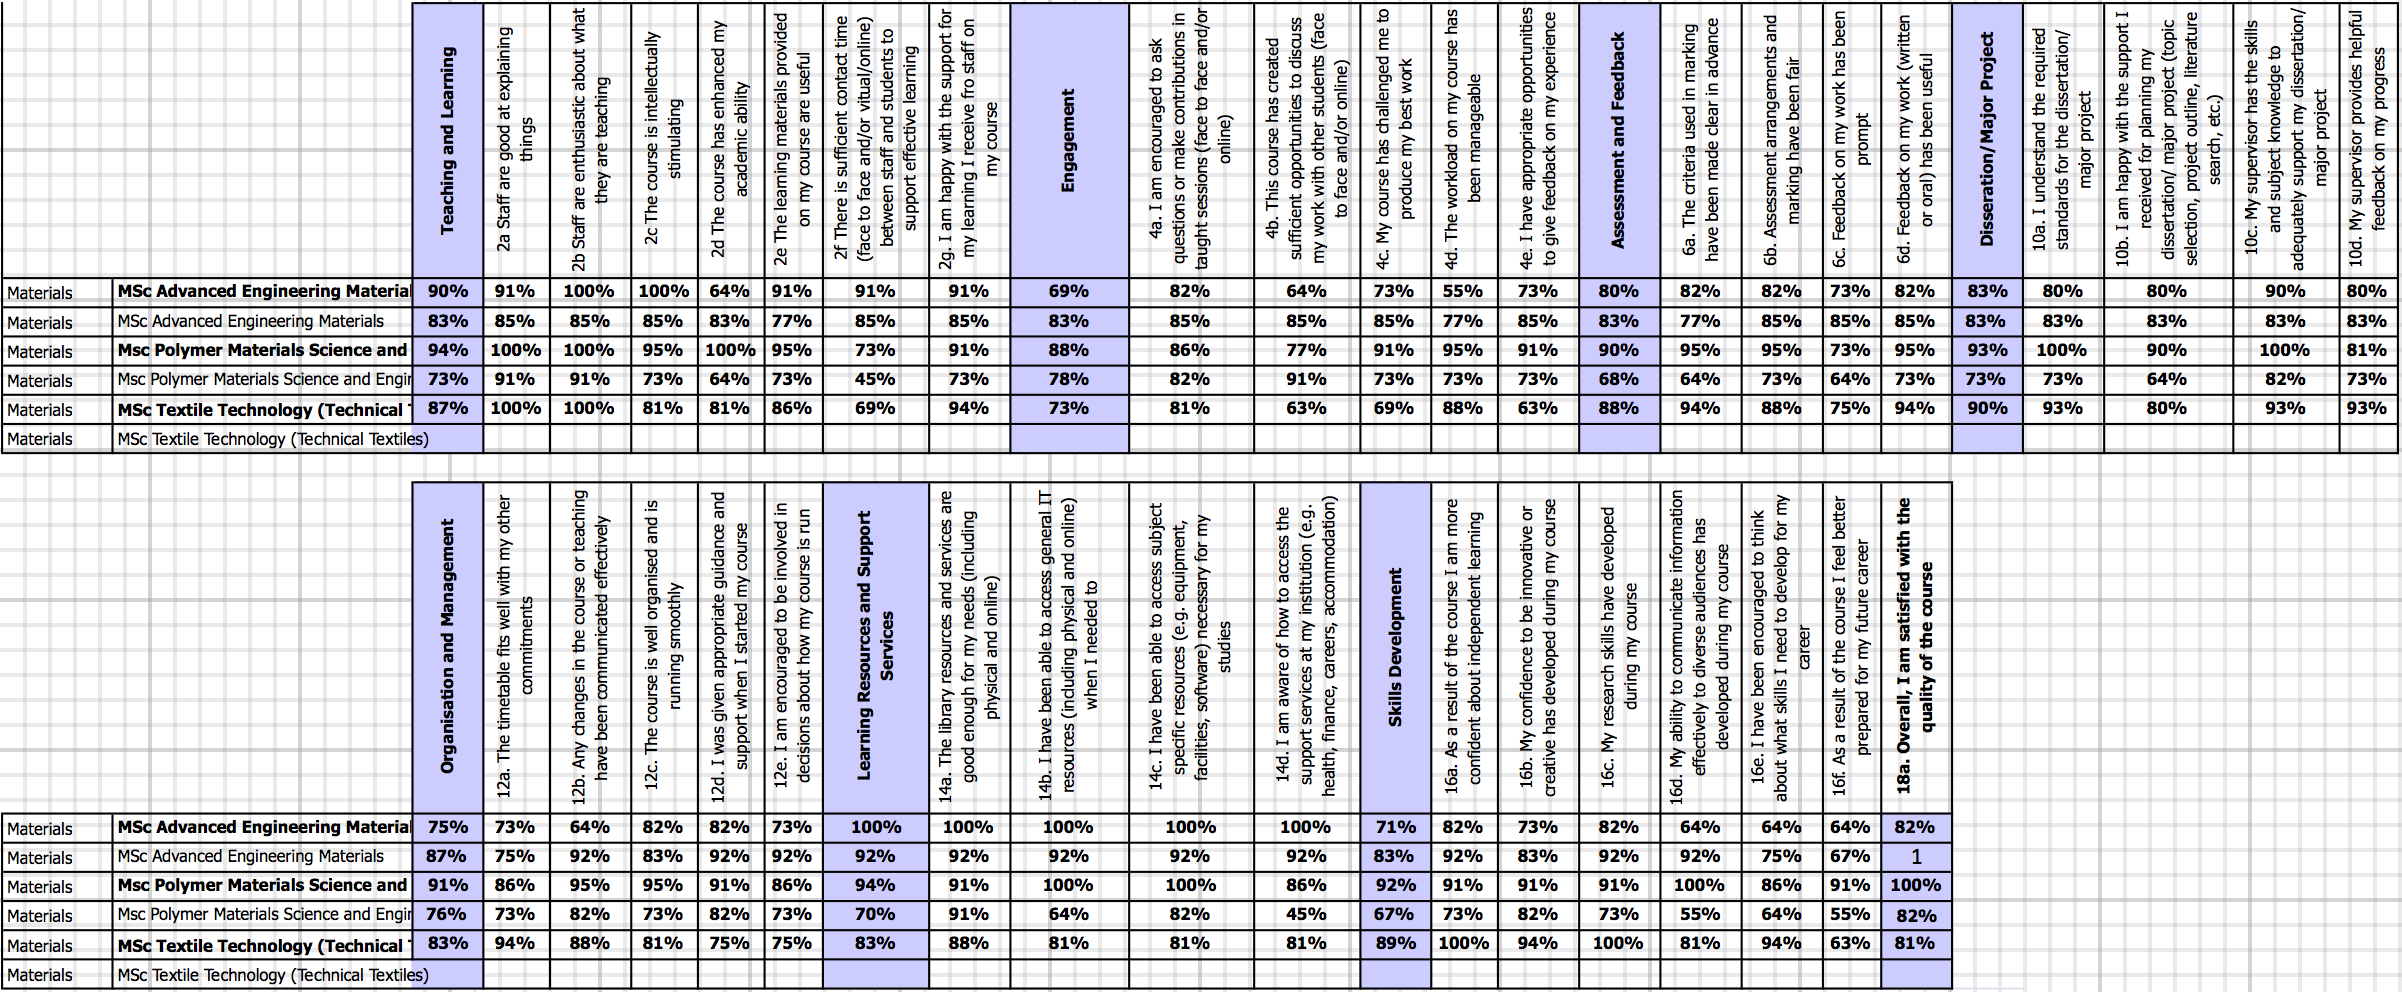 Teaching and Learning
2a Staff are good at explaining
things
2b Staff are enthusiastic about what
they are teaching
2c The course is intellectually
stimulating
2d The course has enhanced my
academic ability
2e The learning materials provided
on my course are useful
2f There is sufficient contact time
(face to face and/or vitual/online)
between staff and students to
support effective learning
2g. I am happy with the support for
my learning I receive fro staff on
my course
Engagement
4a. I am encouraged to ask
questions or make contributions in
taught sessions (face to face and/or
online)
4b. This course has created
sufficient opportunities to discuss
my work with other students (face
to face and/or online)
4c. My course has challenged me to
produce my best work
4d. The workload on my course has
been manageable
4e. I have appropriate opportunities
to give feedback on my experience
Assessment and Feedback
6a. The criteria used in marking
have been made clear in advance
6b. Assessment arrangements and
marking have been fair
6c. Feedback on my work has been
prompt
6d. Feedback on my work (written
or oral) has been useful
Disseration/Major Project
10a. I understand the required
standards for the dissertation/
major project
10b. I am happy with the support I
received for planning my
dissertation/ major project (topic
selection, project outline, literature
search, etc.)
10c. My supervisor has the skills
and subject knowledge to
adequately support my dissertation/
major project
10d. My supervisor provides helpful
feedback on my progress
Materials MSc Advanced Engineering Material 90% 91% 100% 100% 64% 91% 91% 91% 69% 82% 64% 73% 55% 73% 80% 82% 82% 73% 82% 83% 80% 80% 90% 80%
Materials MSc Advanced Engineering Materials 83% 85% 85% 85% 83% 77% 85% 85% 83% 85% 85% 85% 77% 85% 83% 77% 85% 85% 85% 83% 83% 83% 83% 83%
Materials Msc Polymer Materials Science and 94% 100% 100% 95% 100% 95% 73% 91% 88% 86% 77% 91% 95% 91% 90% 95% 95% 73% 95% 93% 100% 90% 100% 81%
Materials Msc Polymer Materials Science and Engir 73% 91% 91% 73% 64% 73% 45% 73% 78% 82% 91% 73% 73% 73% 68% 64% 73% 64% 73% 73% 73% 64% 82% 73%
Materials MSc Textile Technology (Technical 87% 100% 100% 81% 81% 86% 69% 94% 73% 81% 63% 69% 88% 63% 88% 94% 88% 75% 94% 90% 93% 80% 93% 93%
Materials MSc Textile Technology (Technical Textiles)
Organisation and Management
12a. The timetable fits well with my other
commitments
12b. Any changes in the course or teaching
have been communicated effectively
12c. The course is well organised and is
running smoothly
12d. I was given appropriate guidance and
support when I started my course
12e. I am encouraged to be involved in
decisions about how my course is run
Learning Resources and Support
Services
14a. The library resources and services are
good enough for my needs (including
physical and online)
14b. I have been able to access general IT
resources (including physical and online)
when I needed to
14c. I have been able to access subject
specific resources (e.g. equipment,
facilities, software) necessary for my
studies
14d. I am aware of how to access the
support services at my institution (e.g.
health, finance, careers, accommodation)
Skills Development
16a. As a result of the course I am more
confident about independent learning
16b. My confidence to be innovative or
creative has developed during my course
16c. My research skills have developed
during my course
16d. My ability to communicate information
effectively to diverse audiences has
developed during my course
16e. I have been encouraged to think
about what skills I need to develop for my
career
16f. As a result of the course I feel better
prepared for my future career
18a. Overall, I am satisfied with the
quality of the course
Materials MSc Advanced Engineering Material 75% 73% 64% 82% 82% 73% 100% 100% 100% 100% 100% 71% 82% 73% 82% 64% 64% 64% 82%
Materials MSc Advanced Engineering Materials 87% 75% 92% 83% 92% 92% 92% 92% 92% 92% 92% 83% 92% 83% 92% 92% 75% 67% 1
Materials Msc Polymer Materials Science and 91% 86% 95% 95% 91% 86% 94% 91% 100% 100% 86% 92% 91% 91% 91% 100% 86% 91% 100%
Materials Msc Polymer Materials Science and Engir 76% 73% 82% 73% 82% 73% 70% 91% 64% 82% 45% 67% 73% 82% 73% 55% 64% 55% 82%
Materials MSc Textile Technology (Technical 83% 94% 88% 81% 75% 75% 83% 88% 81% 81% 81% 89% 100% 94% 100% 81% 94% 63% 81%
Materials MSc Textile Technology (Technical Textiles)